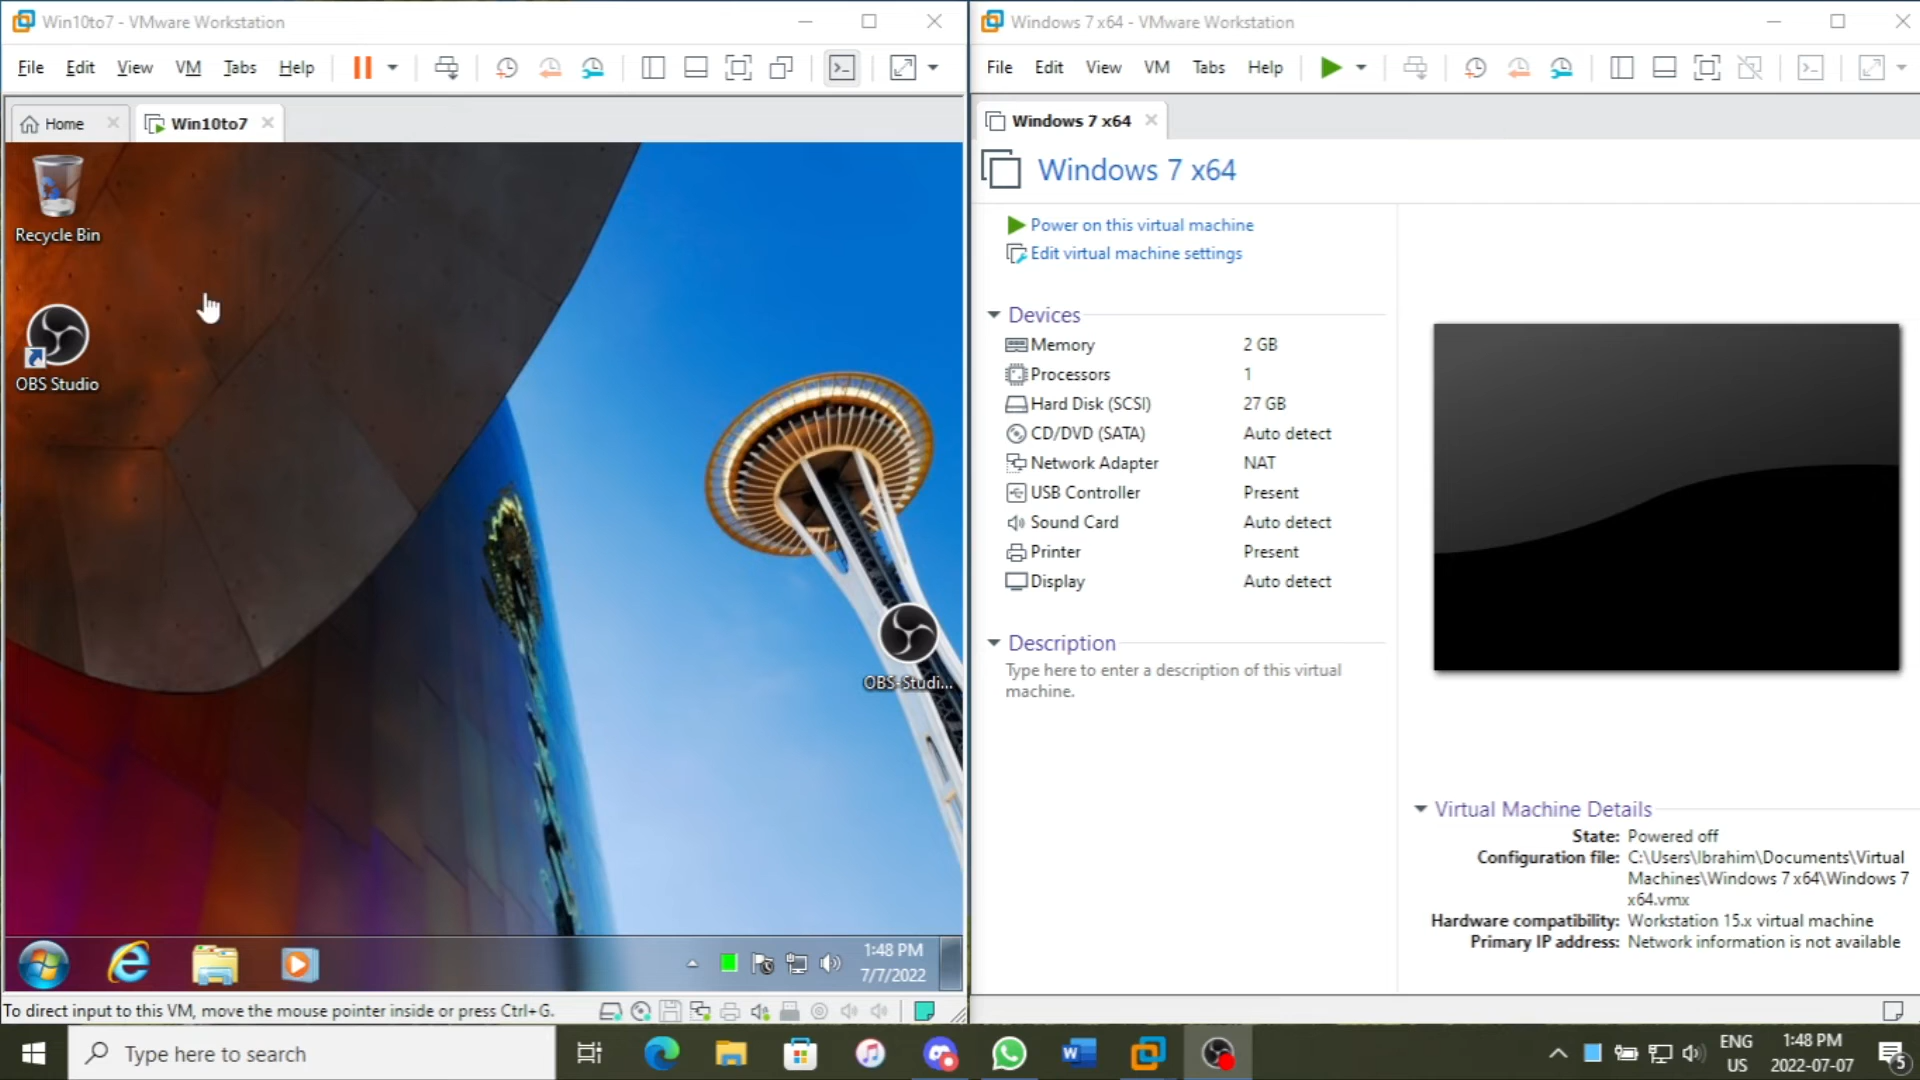 Win10to7 - VMware Workstation
File Edit View VM Tabs Help
Home
Win10to7
Recycle Bin
OBS Studio
OBS-Studi...
1:48 PM
7/7/2022
To direct input to this VM, move the mouse pointer inside or press Ctrl+G.
Windows 7 x64 - VMware Workstation
File Edit View VM Tabs Help
Windows 7 x64
Windows 7 x64
Power on this virtual machine
Edit virtual machine settings
Devices
Memory 2 GB
Processors 1
Hard Disk (SCSI) 27 GB
CD/DVD (SATA) Auto detect
Network Adapter NAT
USB Controller Present
Sound Card Auto detect
Printer Present
Display Auto detect
Description
Type here to enter a description of this virtual
machine.
Virtual Machine Details
State: Powered off
Configuration file: C:\Users\Ibrahim\Documents\Virtual
Machines\Windows 7 x64\Windows 7
x64.vmx
Hardware compatibility: Workstation 15.x virtual machine
Primary IP address: Network information is not available
Type here to search
ENG
US
1:48 PM
2022-07-07
5